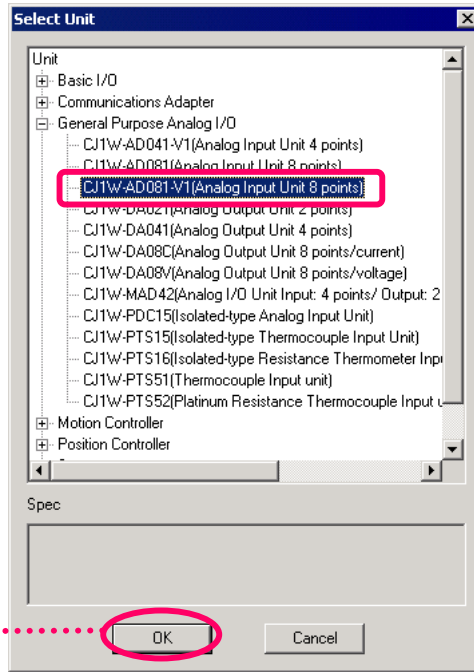 Select Unit
Unit
Basic I/O
Communications Adapter
General Purpose Analog I/O
CJ1W-AD041-V1(Analog Input Unit 4 points)
CJ1W-AD081(Analog Input Unit 8 points)
CJ1W-AD081-V1(Analog Input Unit 8 points)
CJ1W-DA021(Analog Output Unit 2 points)
CJ1W-DA041(Analog Output Unit 4 points)
CJ1W-DA08C(Analog Output Unit 8 points/current)
CJ1W-DA08V(Analog Output Unit 8 points/voltage)
CJ1W-MAD42(Analog I/O Unit Input: 4 points/ Output: 2
CJ1W-PDC15(Isolated-type Analog Input Unit)
CJ1W-PTS15(Isolated-type Thermocouple Input Unit)
CJ1W-PTS16(Isolated-type Resistance Thermometer Inpu
CJ1W-PTS51(Thermocouple Input unit)
CJ1W-PTS52(Platinum Resistance Thermocouple Input u
Motion Controller
Position Controller
Spec
OK
Cancel